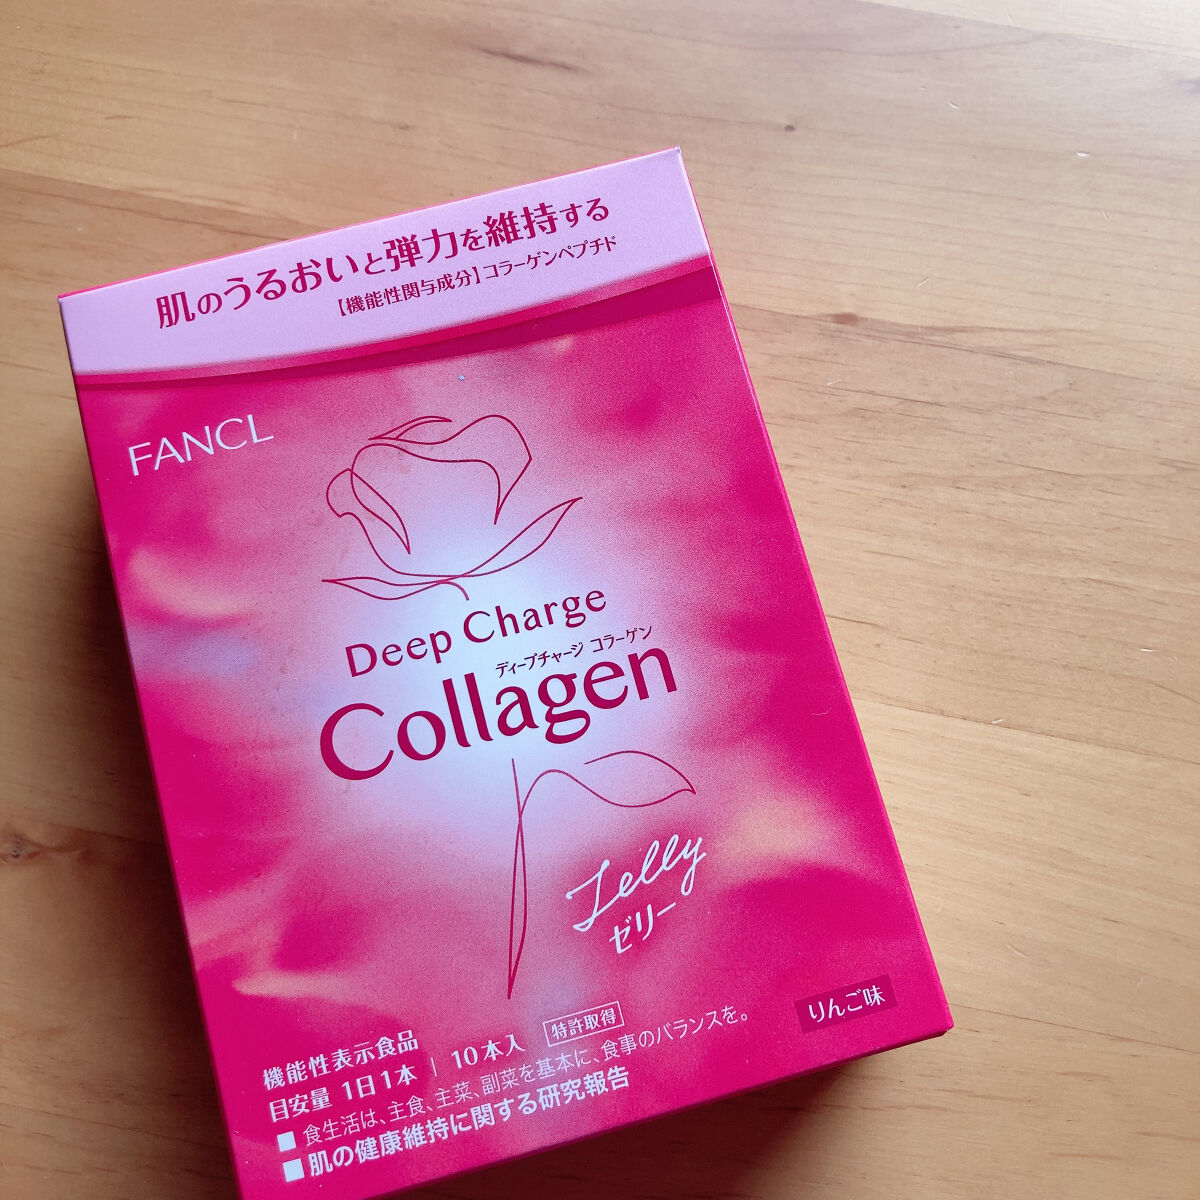 肌のうるおいと弾力を維持する
【機能性関与成分】コラーゲンペプチド
FANCL
Deep Charge
ディープチャージ コラーゲン
Collagen
Jelly
ゼリー
りんご味
機能性表示食品
目安量 1日1本 | 10本入 特許取得
■ 食生活は、主食、主菜、副菜を基本に、食事のバランスを。
■ 肌の健康維持に関する研究報告